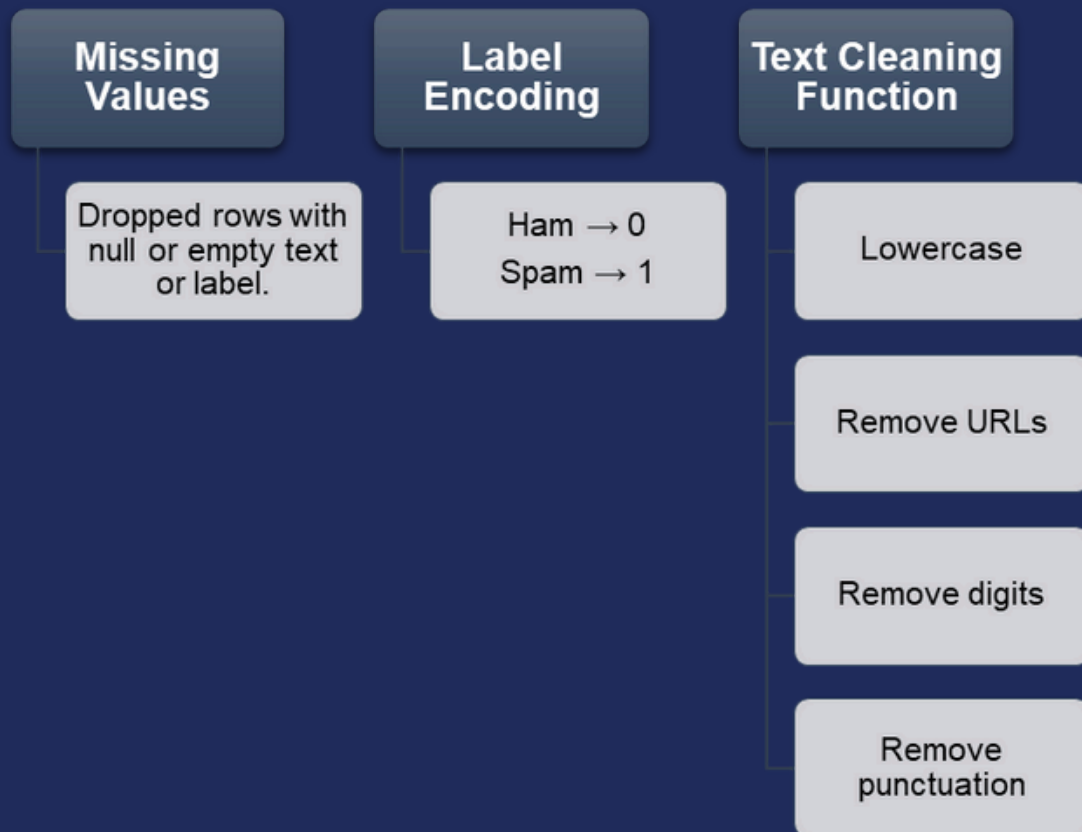 Missing
Values
Dropped rows with
null or empty text
or label.
Label
Encoding
Ham → 0
Spam → 1
Text Cleaning
Function
Lowercase
Remove URLs
Remove digits
Remove
punctuation